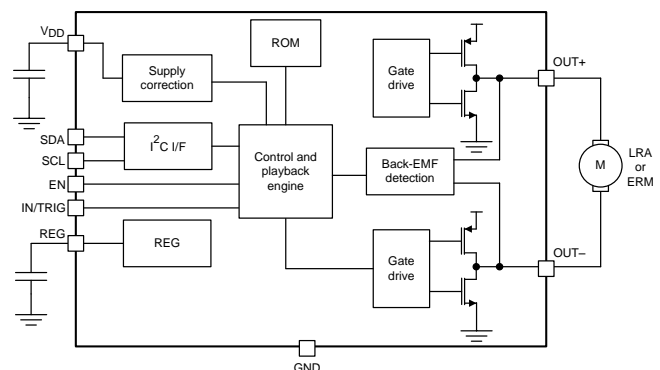 VDD
ROM
OUT+
Supply
correction
Gate
drive
SDA
SCL
I2C I/F
Control and
playback
engine
Back-EMF
detection
M
LRA
or
ERM
EN
IN/TRIG
REG
REG
Gate
drive
OUT–
GND